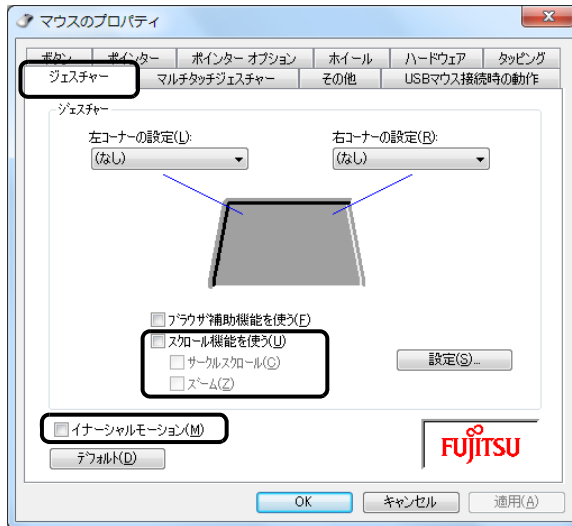 マウスのプロパティ
ボタン ポインター ポインター オプション ホイール ハードウェア タッピング
ジェスチャー マルチタッチジェスチャー その他 USBマウス接続時の動作
ジェスチャー
左コーナーの設定(L): 右コーナーの設定(R):
(なし) (なし)
ブラウザ補助機能を使う(F)
スクロール機能を使う(U)
サークルスクロール(C) 設定(S)...
ズーム(Z)
イナーシャルモーション(M)
FUJITSU
デフォルト(D)
OK キャンセル 適用(A)